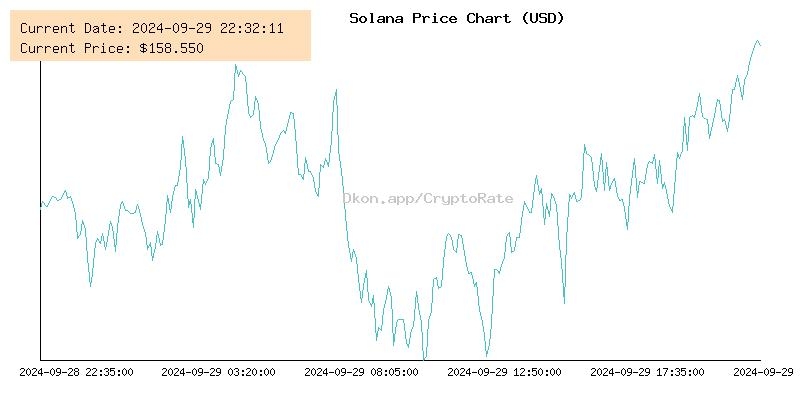 Solana Price Chart (USD)
Current Date: 2024-09-29 22:32:11
Current Price: $158.550
Okon.app/CryptoRate
2024-09-28 22:35:00
2024-09-29 03:20:00
2024-09-29 08:05:00
2024-09-29 12:50:00
2024-09-29 17:35:00
2024-09-29